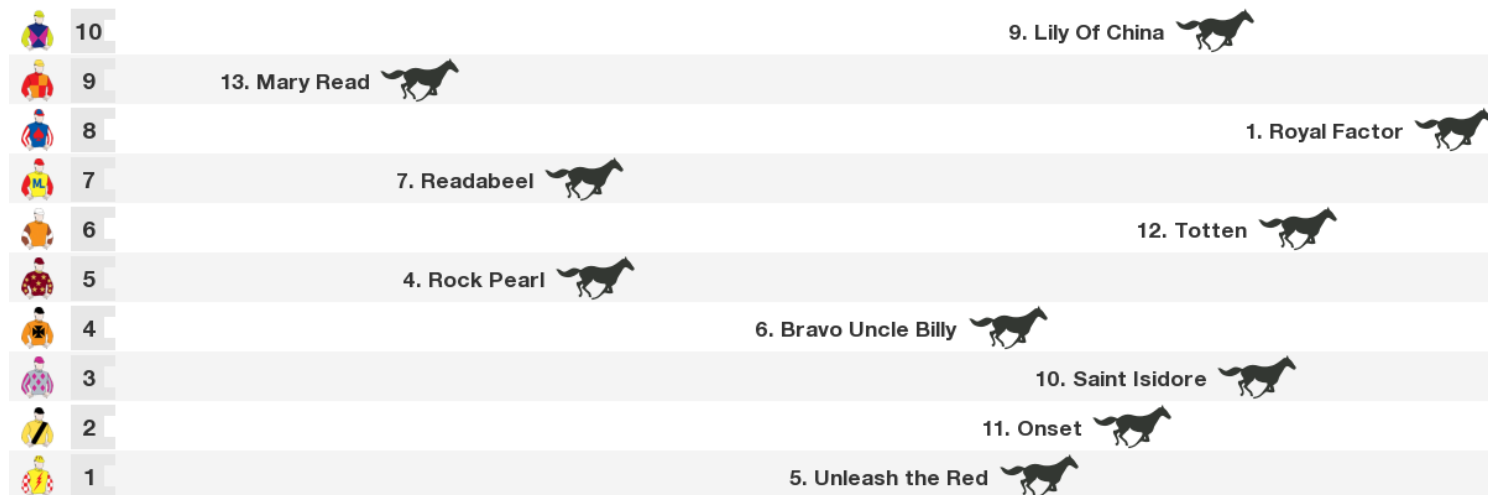 10 9. Lily Of China
9 13. Mary Read
8 1. Royal Factor
ML 7 7. Readabeel
6 12. Totten
5 4. Rock Pearl
4 6. Bravo Uncle Billy
3 10. Saint Isidore
2 11. Onset
1 5. Unleash the Red